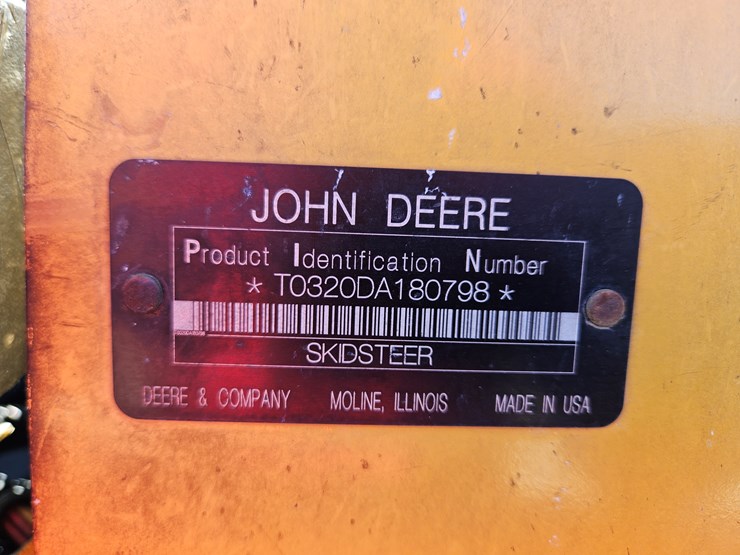 JOHN DEERE
Product Identification Number
* T0320DA180798 *
SKIDSTEER
DEERE & COMPANY MOLINE, ILLINOIS MADE IN USA